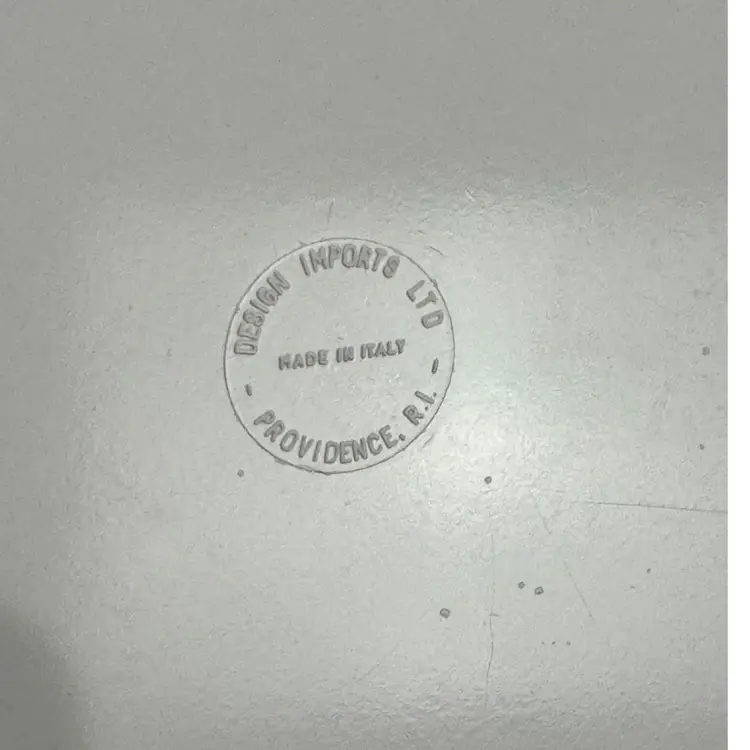 DESIGN IMPORTS LTD
MADE IN ITALY
- PROVIDENCE, R.I. -